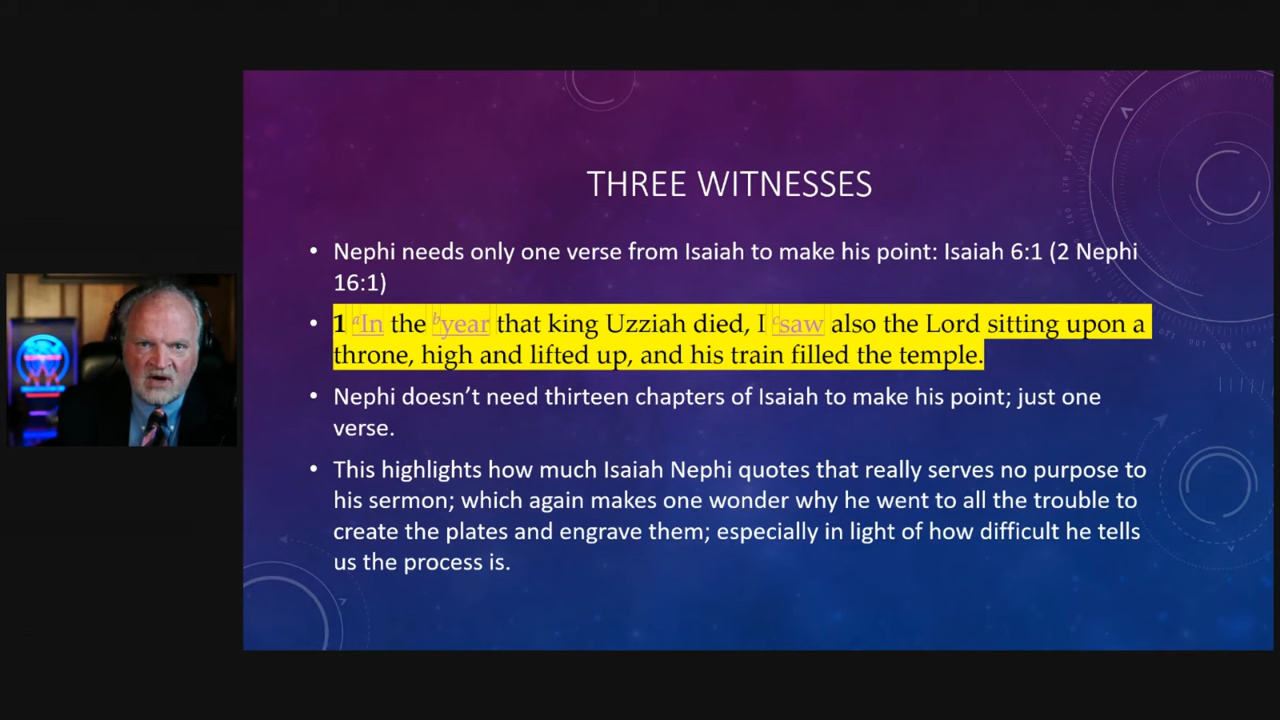 THREE WITNESSES
• Nephi needs only one verse from Isaiah to make his point: Isaiah 6:1 (2 Nephi
16:1)
• 1 aIn the byear that king Uzziah died, I csaw also the Lord sitting upon a
throne, high and lifted up, and his train filled the temple.
• Nephi doesn’t need thirteen chapters of Isaiah to make his point; just one
verse.
• This highlights how much Isaiah Nephi quotes that really serves no purpose to
his sermon; which again makes one wonder why he went to all the trouble to
create the plates and engrave them; especially in light of how difficult he tells
us the process is.